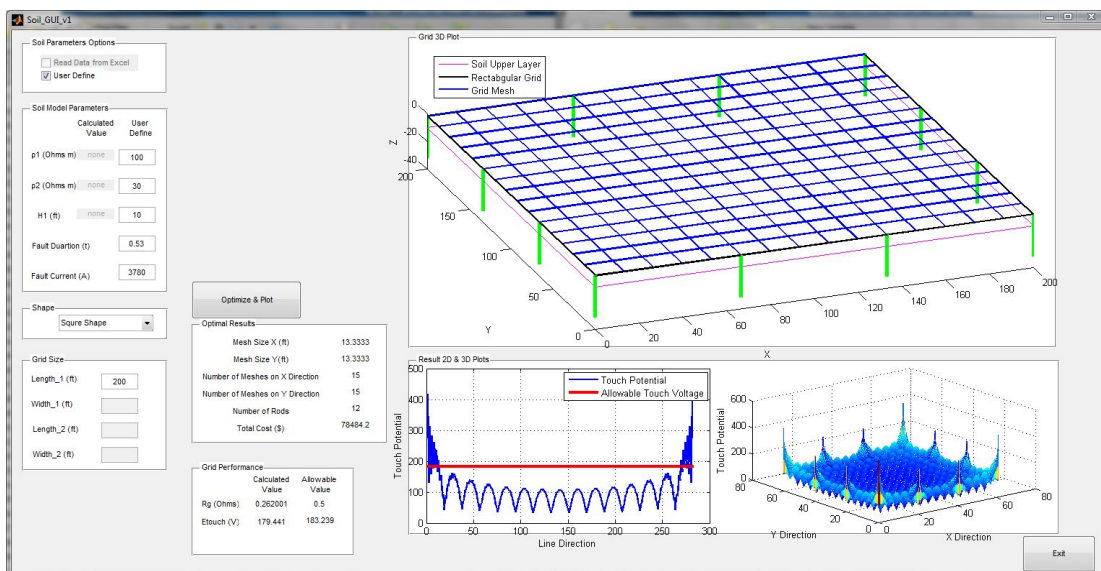 Soil_GUI_v1
Soil Parameters Options
Read Data from Excel
User Define
Soil Model Parameters
Calculated Value
User Define
p1 (Ohms m) none 100
p2 (Ohms m) none 30
H1 (ft) none 10
Fault Duartion (t) 0.53
Fault Current (A) 3780
Shape
Squre Shape
Grid Size
Length_1 (ft) 200
Width_1 (ft)
Length_2 (ft)
Width_2 (ft)
Optimize & Plot
Optimal Results
Mesh Size X (ft) 13.3333
Mesh Size Y(ft) 13.3333
Number of Meshes on X Direction 15
Number of Meshes on Y Direction 15
Number of Rods 12
Total Cost ($) 78484.2
Grid Performance
Calculated Value
Allowable Value
Rg (Ohms) 0.262001 0.5
Etouch (V) 179.441 183.239
Grid 3D Plot
Soil Upper Layer
Rectabgular Grid
Grid Mesh
0
-20
-40
Z
200
150
100
50
0
Y
0 20 40 60 80 100 120 140 160 180 200
X
Result 2D & 3D Plots
Touch Potential
Allowable Touch Voltage
500
400
300
200
100
0
Touch Potential
0 50 100 150 200 250 300
Line Direction
600
400
200
0
Touch Potential
80 60 40 20 0
Y Direction
0 20 40 60 80
X Direction
Exit